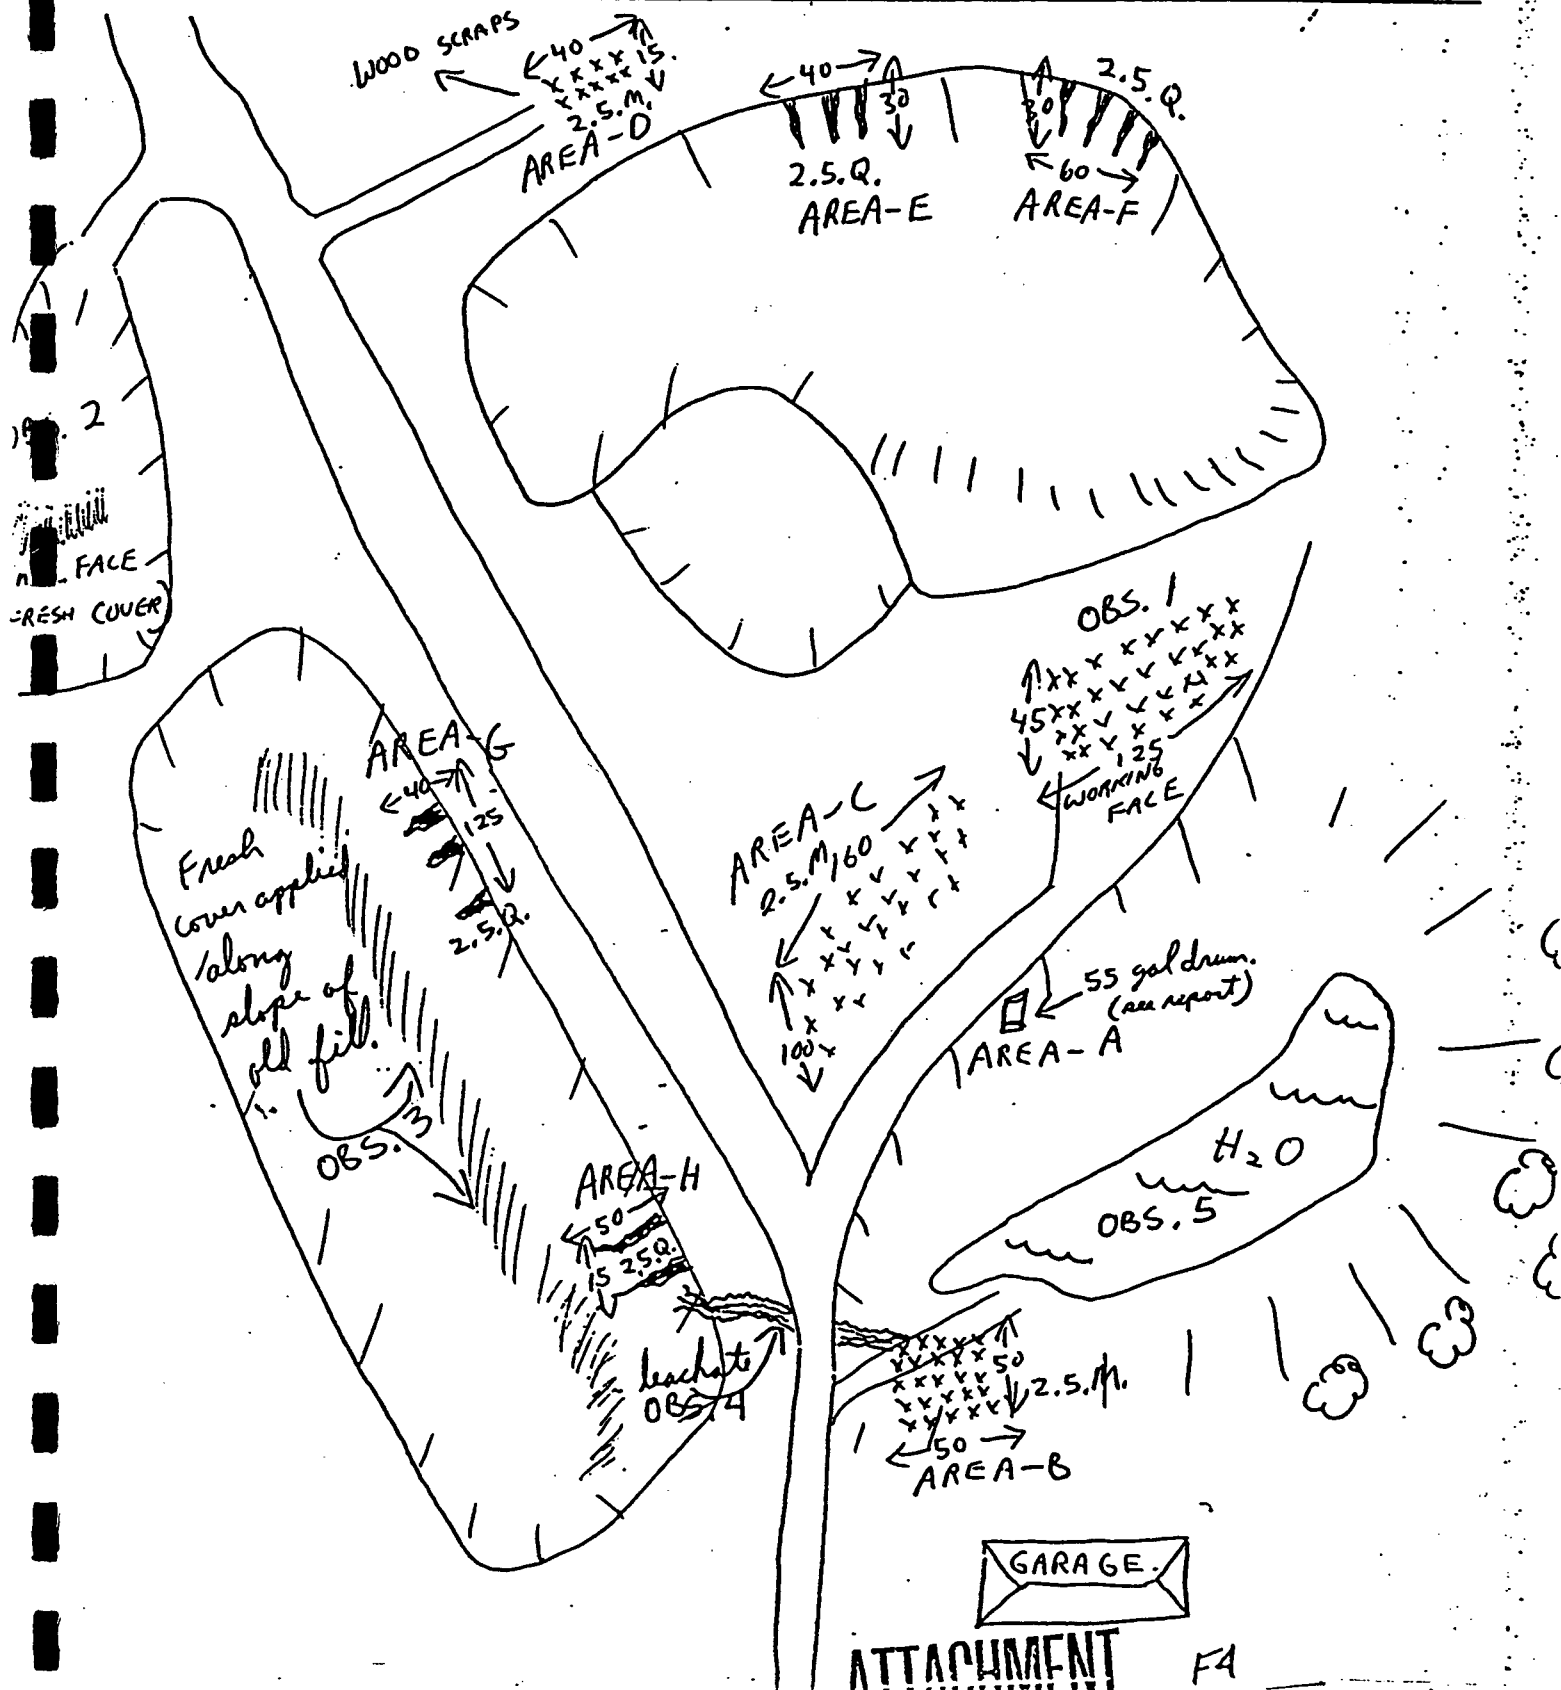 WOOD SCRAPS
40
15.
2.5.M.
AREA-D
40
30
2.5.Q.
AREA-E
2.5.Q.
30
60
AREA-F
2
FACE
FRESH COVER)
OBS. 1
45
125
WORKING
FACE
AREA-G
40
125
2.5.Q.
AREA-C
2.5.M.
160
100
Fresh
cover applied
along
slope of
old fill.
OBS. 3
55 gal drum.
(see report)
AREA-A
H2O
OBS. 5
AREA-H
50
15
2.5.Q.
leachate
OBS. 4
50
2.5.M.
50
AREA-B
GARAGE.
ATTACHMENT
F4